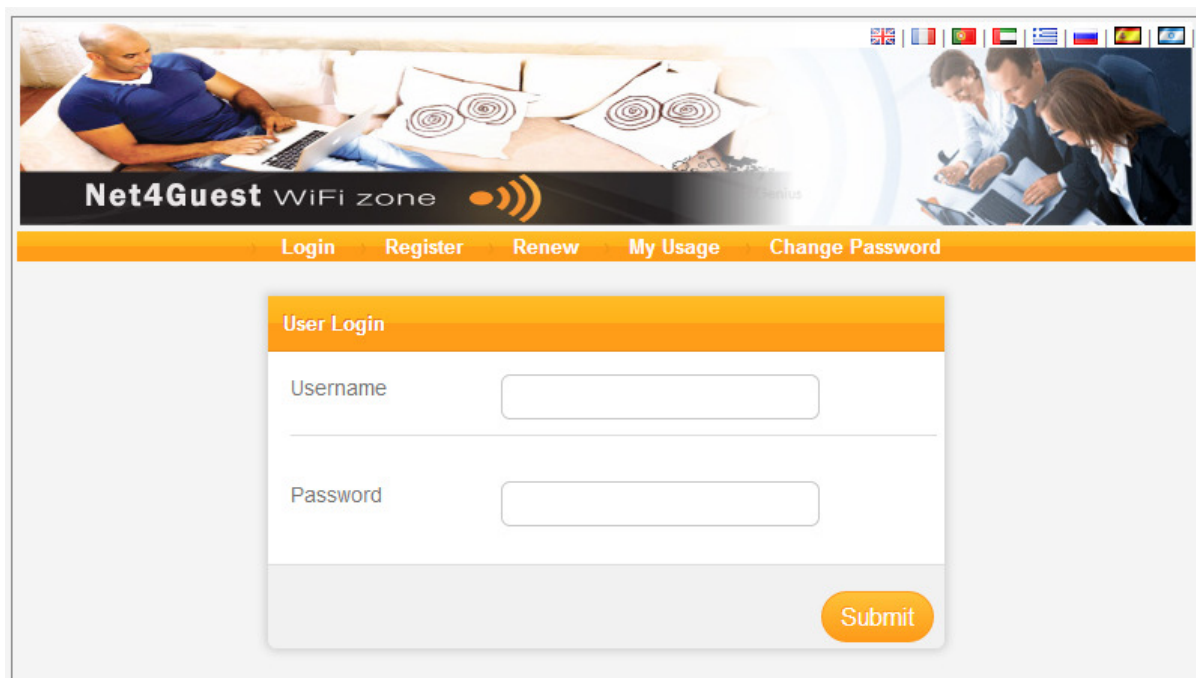 Net4Guest WiFi zone
Login Register Renew My Usage Change Password
User Login
Username
Password
Submit